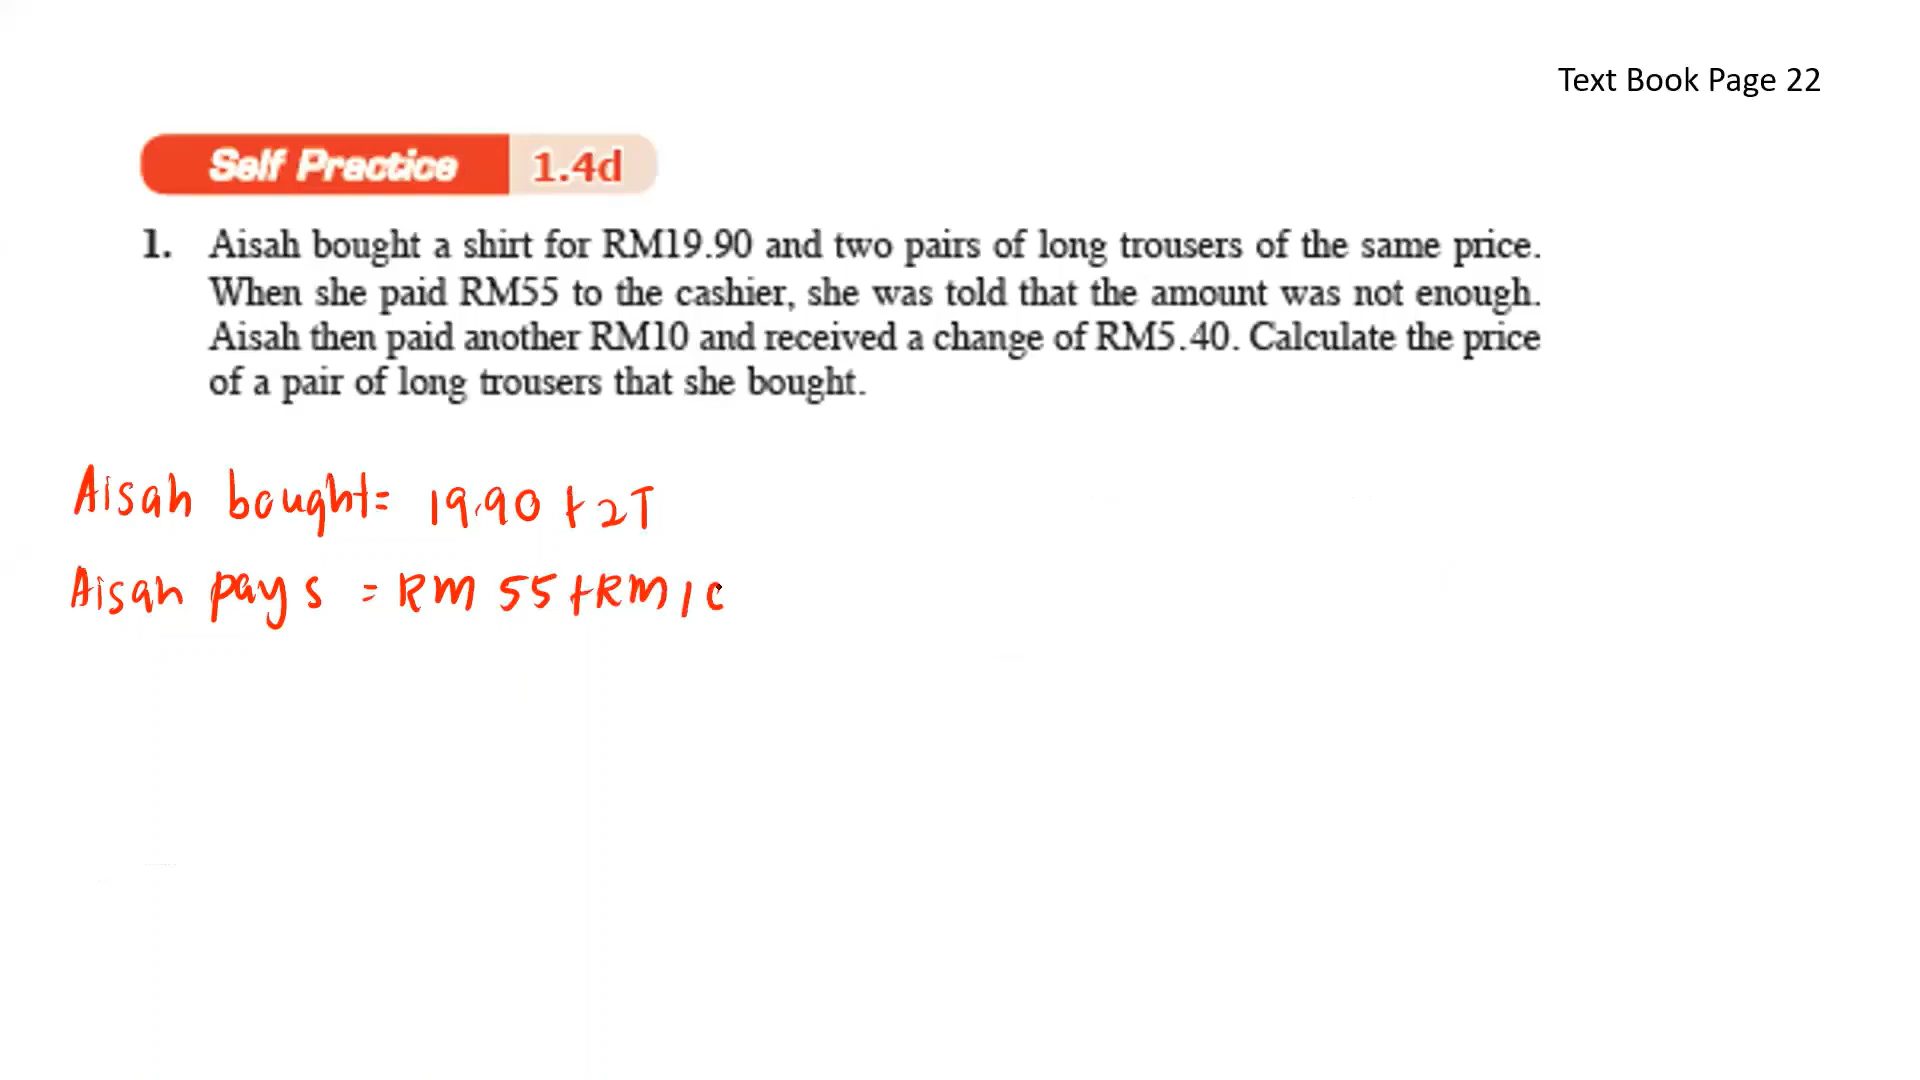 Text Book Page 22
Self Practice 1.4d
1. Aisah bought a shirt for RM19.90 and two pairs of long trousers of the same price.
When she paid RM55 to the cashier, she was told that the amount was not enough.
Aisah then paid another RM10 and received a change of RM5.40. Calculate the price
of a pair of long trousers that she bought.
Aisah bought = 19.90 + 2T
Aisah pays = RM 55 + RM 10